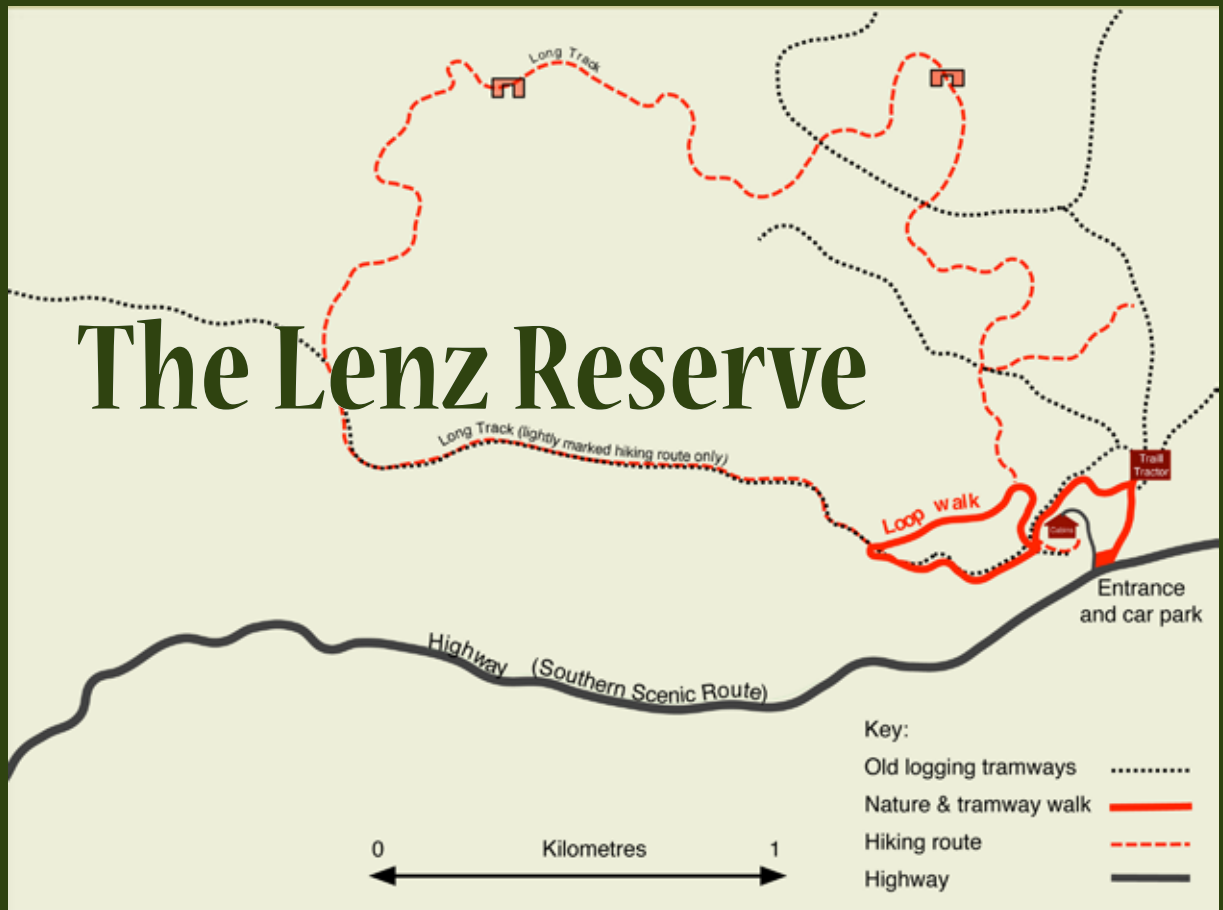 Long Track
The Lenz Reserve
Long Track (lightly marked hiking route only)
Traill
Tractor
Loop walk
Cabins
Entrance
and car park
Highway (Southern Scenic Route)
Key:
Old logging tramways
Nature & tramway walk
Hiking route
Highway
0 Kilometres 1